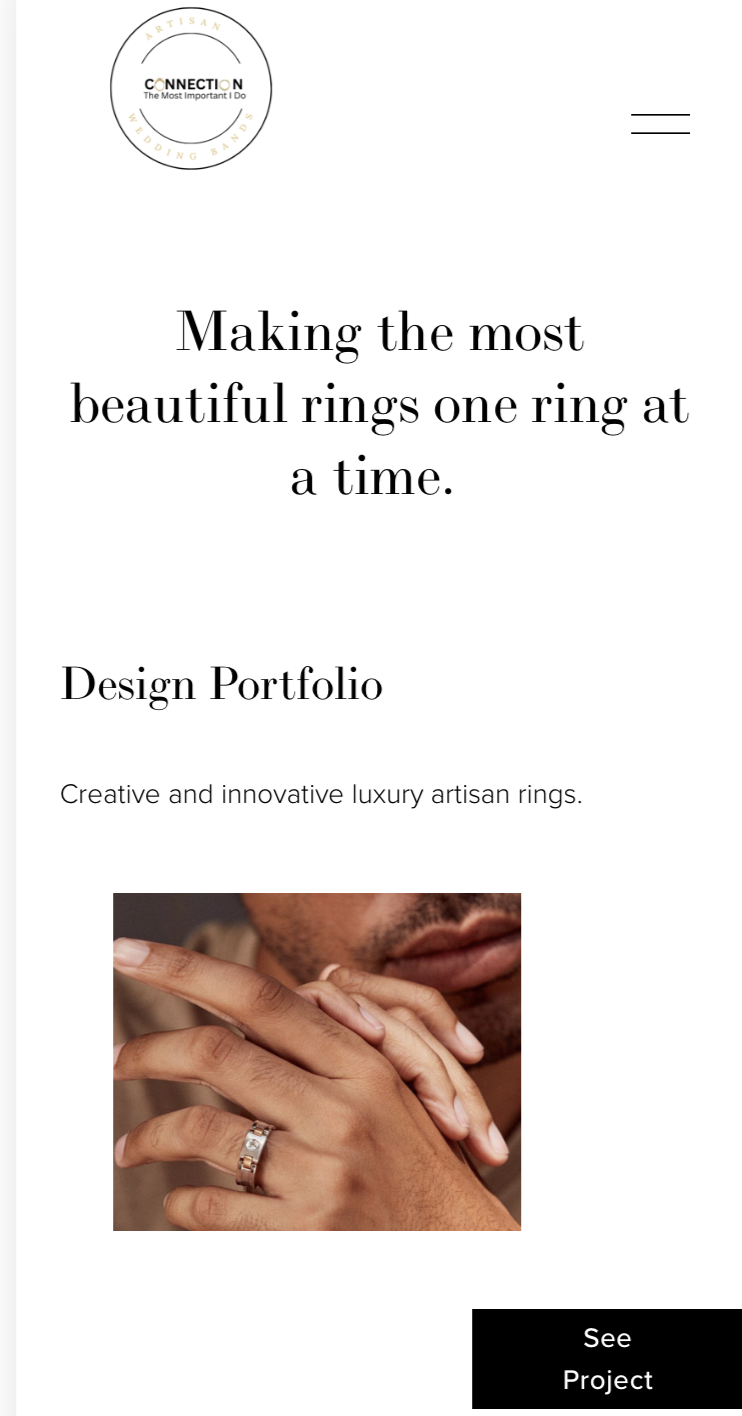 ARTISAN
CONNECTION
The Most Important I Do
WEDDING BANDS
Making the most
beautiful rings one ring at
a time.
Design Portfolio
Creative and innovative luxury artisan rings.
See
Project